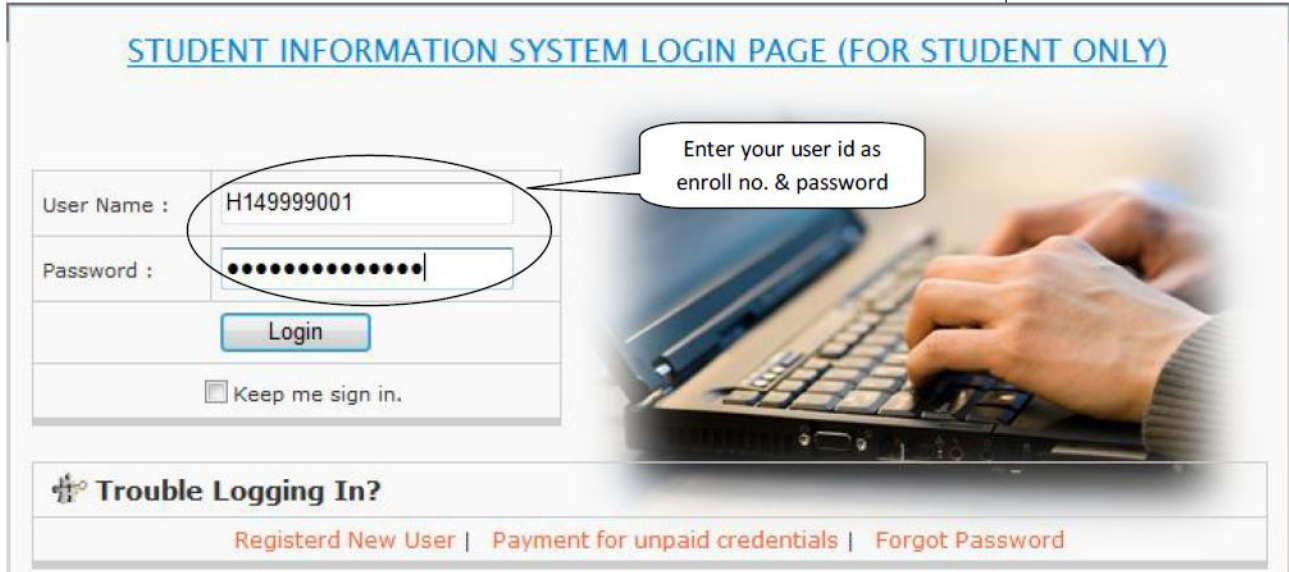 STUDENT INFORMATION SYSTEM LOGIN PAGE (FOR STUDENT ONLY)
Enter your user id as
enroll no. & password
User Name :
H149999001
Password :
••••••••••••••
Login
Keep me sign in.
Trouble Logging In?
Registerd New User | Payment for unpaid credentials | Forgot Password